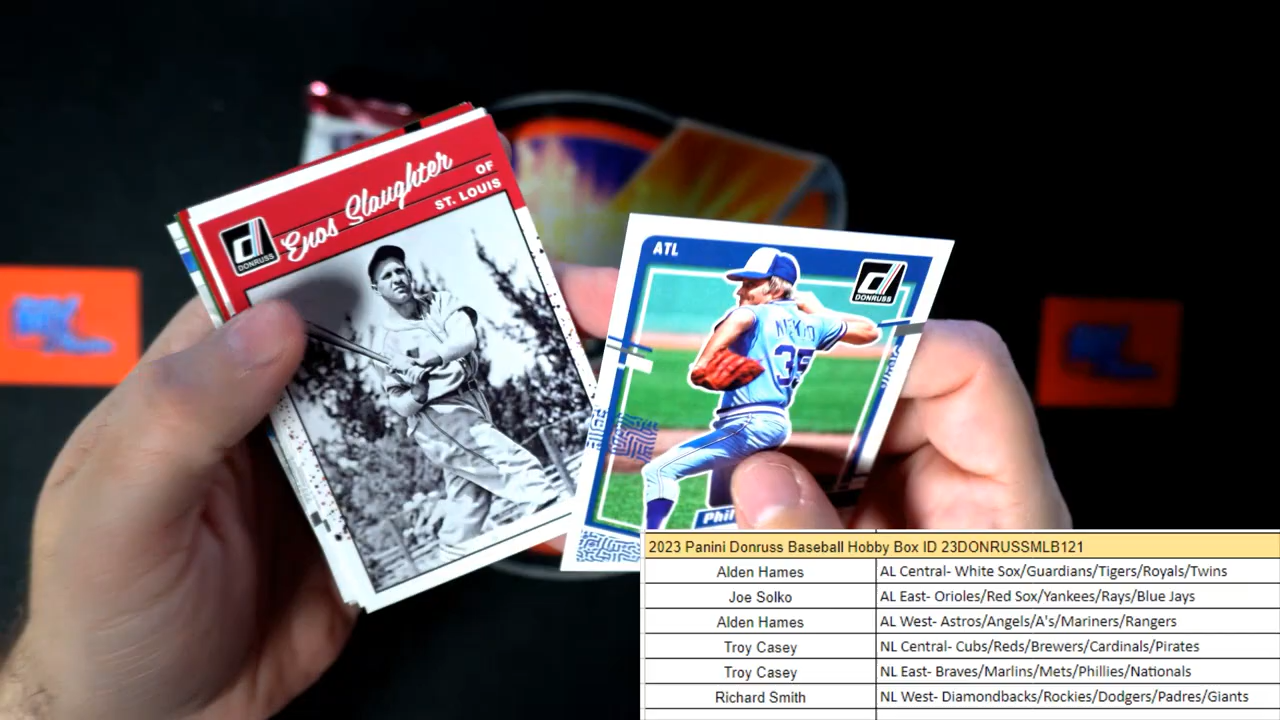 DONRUSS
Enos Slaughter
OF
ST. LOUIS
ATL
DONRUSS
35
Phil
2023 Panini Donruss Baseball Hobby Box ID 23DONRUSSMLB121
Alden Hames AL Central- White Sox/Guardians/Tigers/Royals/Twins
Joe Solko AL East- Orioles/Red Sox/Yankees/Rays/Blue Jays
Alden Hames AL West- Astros/Angels/A's/Mariners/Rangers
Troy Casey NL Central- Cubs/Reds/Brewers/Cardinals/Pirates
Troy Casey NL East- Braves/Marlins/Mets/Phillies/Nationals
Richard Smith NL West- Diamondbacks/Rockies/Dodgers/Padres/Giants